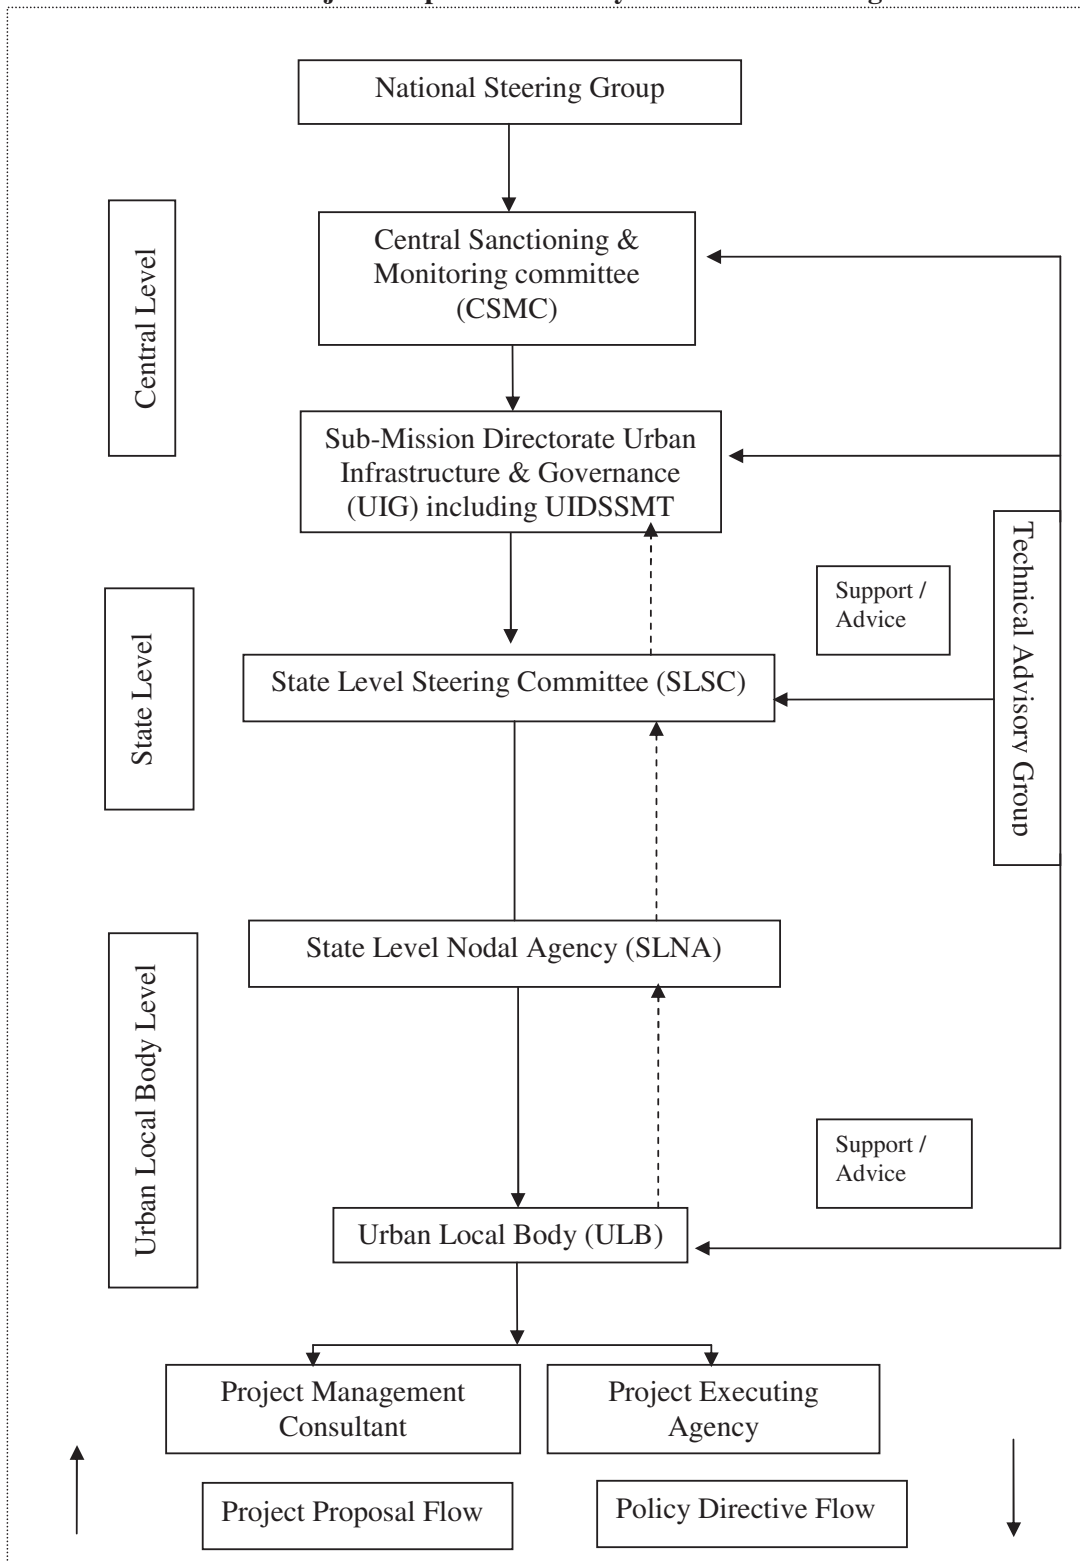 National Steering Group
Central Sanctioning &
Monitoring committee
(CSMC)
Central Level
Sub-Mission Directorate Urban
Infrastructure & Governance
(UIG) including UIDSSMT
Technical Advisory Group
Support /
Advice
State Level
State Level Steering Committee (SLSC)
State Level Nodal Agency (SLNA)
Urban Local Body Level
Support /
Advice
Urban Local Body (ULB)
Project Management
Consultant
Project Executing
Agency
Project Proposal Flow
Policy Directive Flow